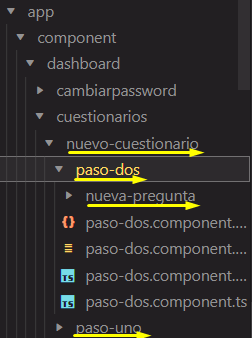 app
component
dashboard
cambiarpassword
cuestionarios
nuevo-cuestionario
paso-dos
nueva-pregunta
{} paso-dos.component....
paso-dos.component....
TS paso-dos.component....
TS paso-dos.component.ts
paso-uno